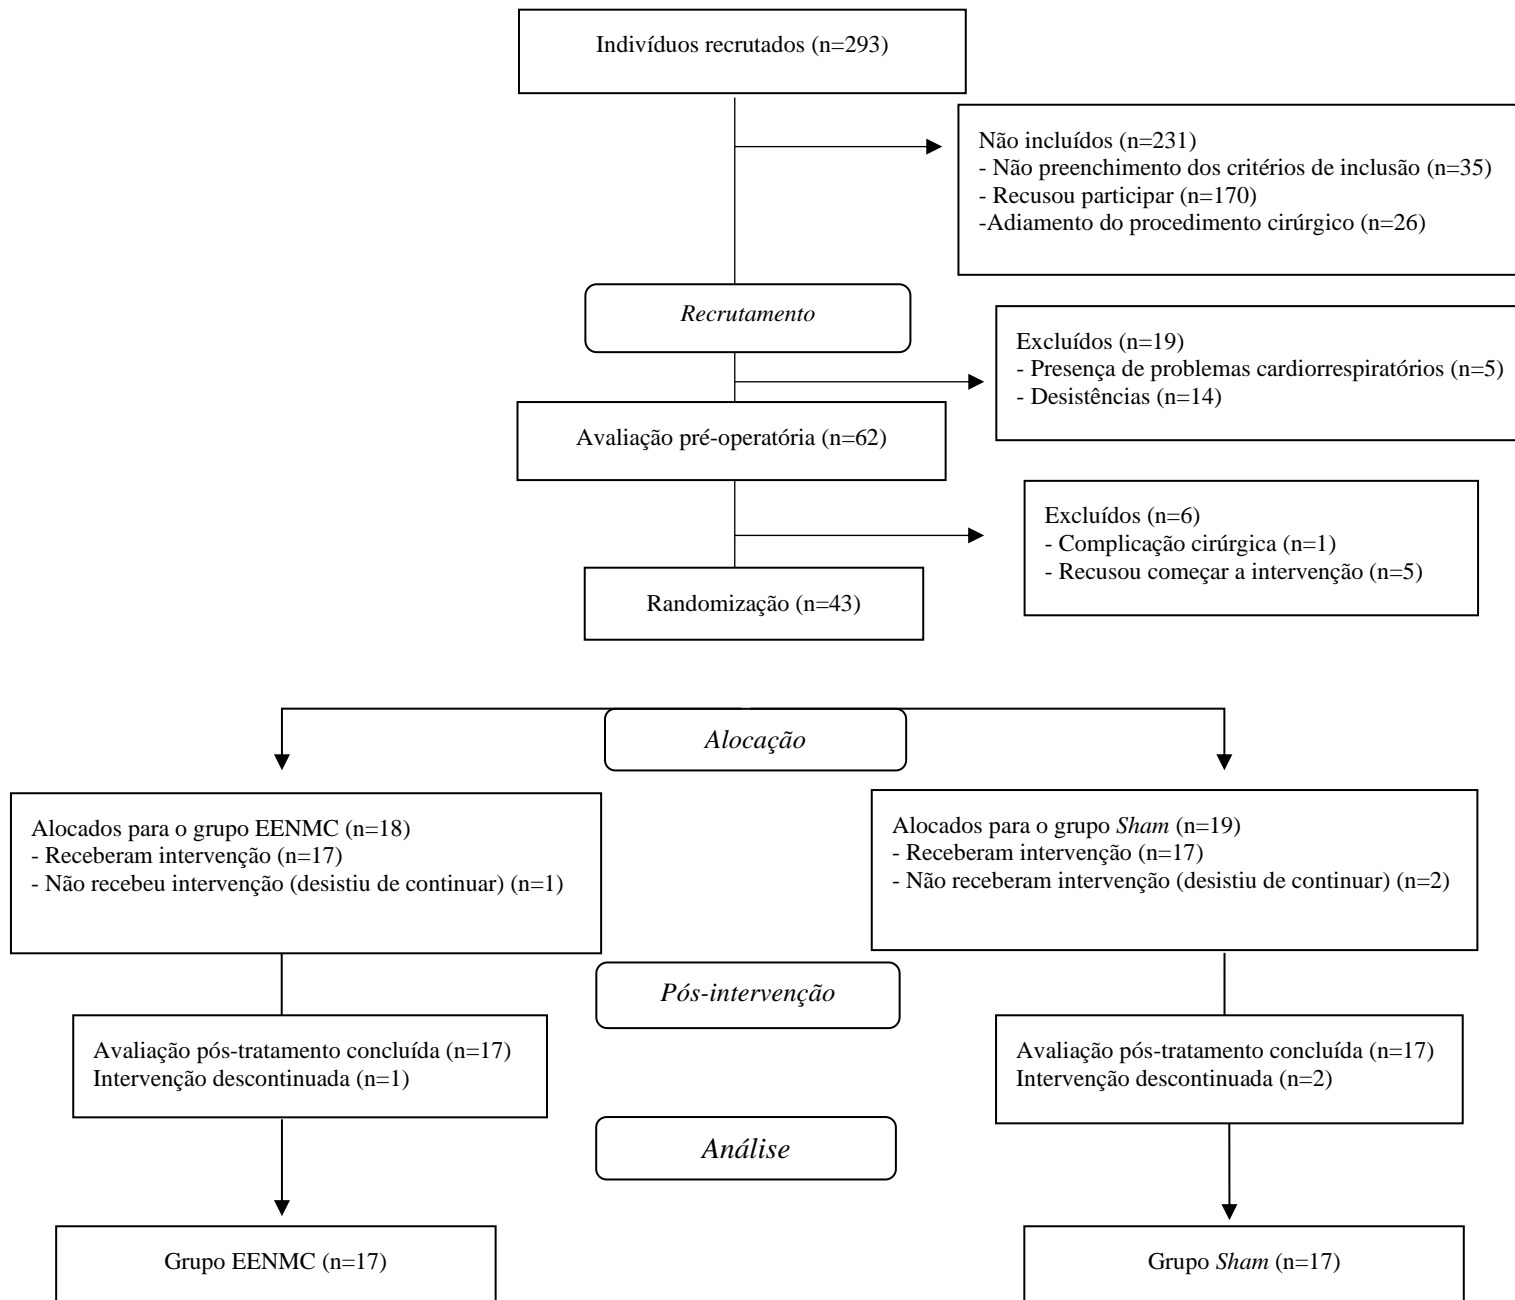 Indivíduos recrutados (n=293)
Não incluídos (n=231)
- Não preenchimento dos critérios de inclusão (n=35)
- Recusou participar (n=170)
-Adiamento do procedimento cirúrgico (n=26)
Recrutamento
Excluídos (n=19)
- Presença de problemas cardiorrespiratórios (n=5)
- Desistências (n=14)
Avaliação pré-operatória (n=62)
Excluídos (n=6)
- Complicação cirúrgica (n=1)
- Recusou começar a intervenção (n=5)
Randomização (n=43)
Alocação
Alocados para o grupo EENMC (n=18)
- Receberam intervenção (n=17)
- Não recebeu intervenção (desistiu de continuar) (n=1)
Alocados para o grupo Sham (n=19)
- Receberam intervenção (n=17)
- Não receberam intervenção (desistiu de continuar) (n=2)
Pós-intervenção
Avaliação pós-tratamento concluída (n=17)
Intervenção descontinuada (n=1)
Avaliação pós-tratamento concluída (n=17)
Intervenção descontinuada (n=2)
Análise
Grupo EENMC (n=17)
Grupo Sham (n=17)